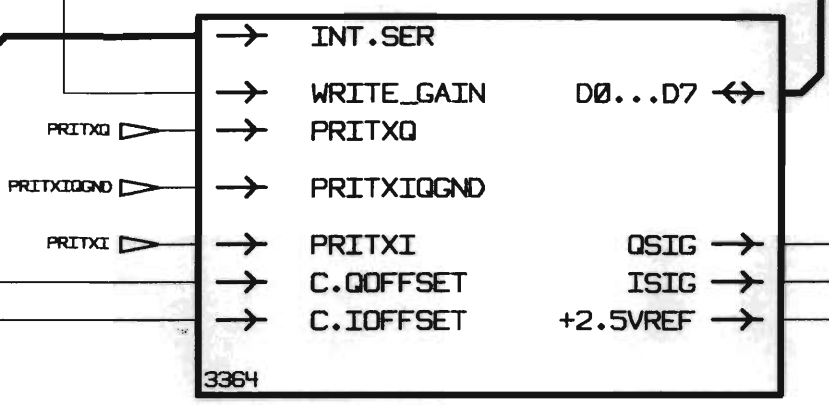 INT.SER
WRITE_GAIN D0...D7
PRITXQ PRITXQ
PRITXIQGND PRITXIQGND
PRITXI PRITXI QSIG
C.QOFFSET ISIG
C.IOFFSET +2.5VREF
3364